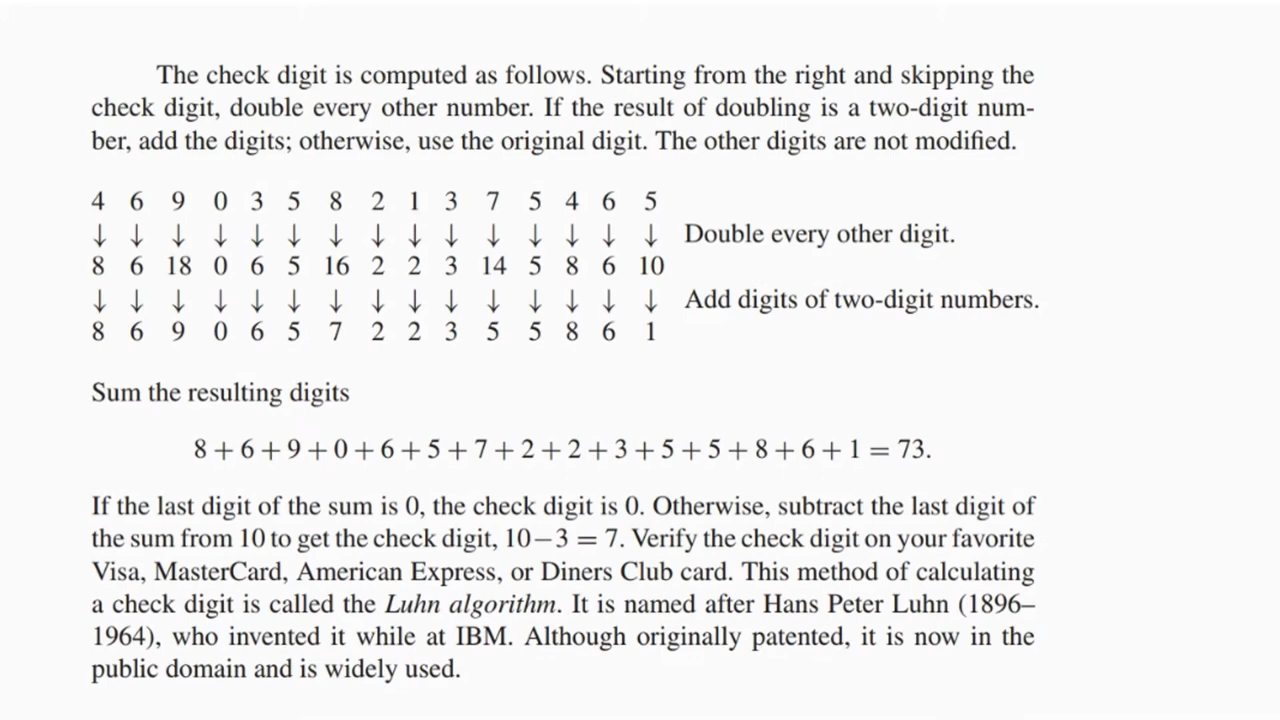 The check digit is computed as follows. Starting from the right and skipping the
check digit, double every other number. If the result of doubling is a two-digit num-
ber, add the digits; otherwise, use the original digit. The other digits are not modified.
4 6 9 0 3 5 8 2 1 3 7 5 4 6 5
↓ ↓ ↓ ↓ ↓ ↓ ↓ ↓ ↓ ↓ ↓ ↓ ↓ ↓ ↓ Double every other digit.
8 6 18 0 6 5 16 2 2 3 14 5 8 6 10
↓ ↓ ↓ ↓ ↓ ↓ ↓ ↓ ↓ ↓ ↓ ↓ ↓ ↓ ↓ Add digits of two-digit numbers.
8 6 9 0 6 5 7 2 2 3 5 5 8 6 1
Sum the resulting digits
8 + 6 + 9 + 0 + 6 + 5 + 7 + 2 + 2 + 3 + 5 + 5 + 8 + 6 + 1 = 73.
If the last digit of the sum is 0, the check digit is 0. Otherwise, subtract the last digit of
the sum from 10 to get the check digit, 10−3 = 7. Verify the check digit on your favorite
Visa, MasterCard, American Express, or Diners Club card. This method of calculating
a check digit is called the Luhn algorithm. It is named after Hans Peter Luhn (1896–
1964), who invented it while at IBM. Although originally patented, it is now in the
public domain and is widely used.